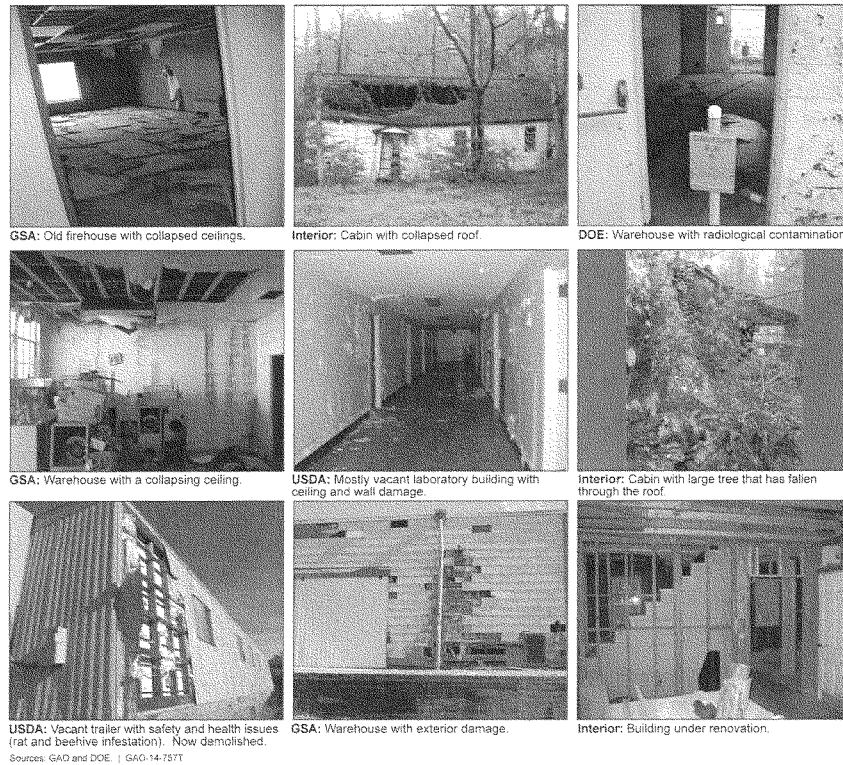 GSA: Old firehouse with collapsed ceilings.
Interior: Cabin with collapsed roof.
DOE: Warehouse with radiological contamination
GSA: Warehouse with a collapsing ceiling.
USDA: Mostly vacant laboratory building with
ceiling and wall damage.
Interior: Cabin with large tree that has fallen
through the roof.
USDA: Vacant trailer with safety and health issues
(rat and beehive infestation). Now demolished.
GSA: Warehouse with exterior damage.
Interior: Building under renovation.
Sources: GAO and DOE. | GAO-14-757T